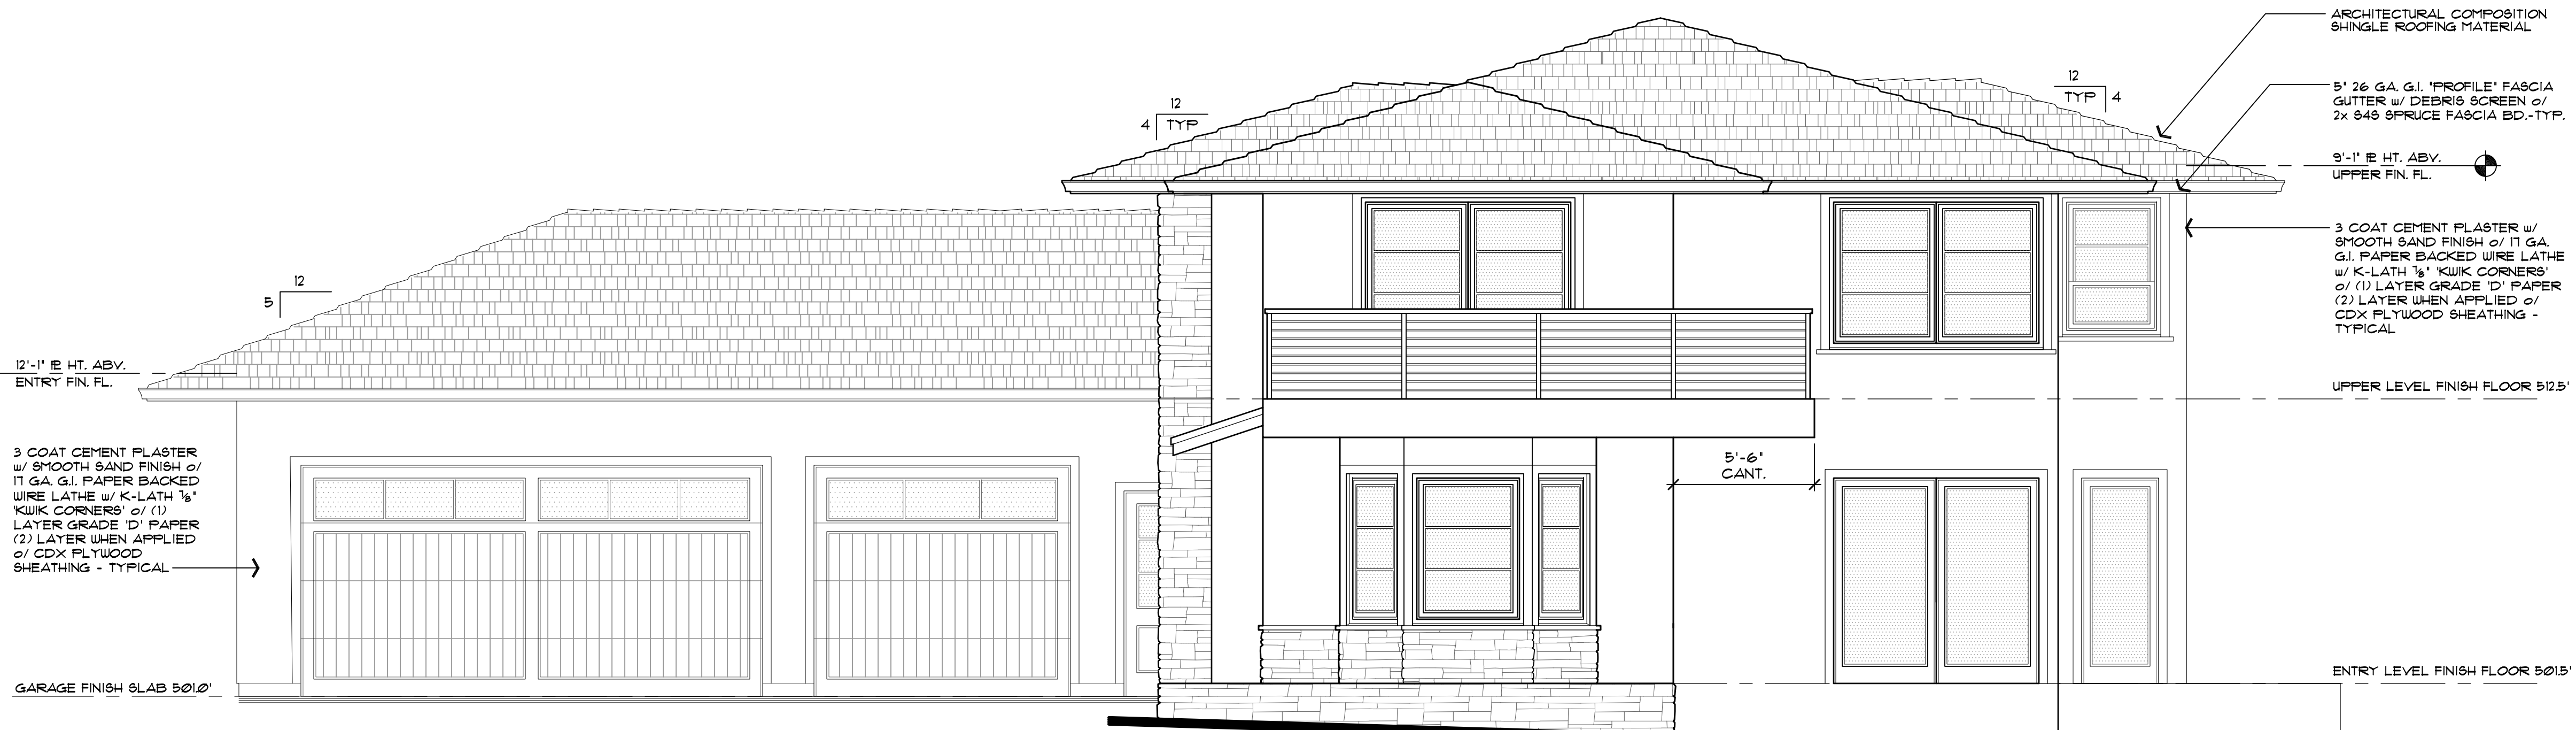 ARCHITECTURAL COMPOSITION
SHINGLE ROOFING MATERIAL
12
TYP
4
5" 26 GA. G.I. "PROFILE" FASCIA
GUTTER w/ DEBRIS SCREEN o/
2x S4S SPRUCE FASCIA BD.-TYP.
12
4
TYP
9'-1" PL HT. ABV.
UPPER FIN. FL.
3 COAT CEMENT PLASTER w/
SMOOTH SAND FINISH o/ 17 GA.
G.I. PAPER BACKED WIRE LATHE
w/ K-LATH 7/8" 'KWIK CORNERS'
o/ (1) LAYER GRADE 'D' PAPER
(2) LAYER WHEN APPLIED o/
CDX PLYWOOD SHEATHING -
TYPICAL
12
5
12'-1" PL HT. ABV.
ENTRY FIN. FL.
UPPER LEVEL FINISH FLOOR 512.5'
3 COAT CEMENT PLASTER
w/ SMOOTH SAND FINISH o/
17 GA. G.I. PAPER BACKED
WIRE LATHE w/ K-LATH 7/8"
'KWIK CORNERS' o/ (1)
LAYER GRADE 'D' PAPER
(2) LAYER WHEN APPLIED
o/ CDX PLYWOOD
SHEATHING - TYPICAL
5'-6"
CANT.
GARAGE FINISH SLAB 501.0'
ENTRY LEVEL FINISH FLOOR 501.5'